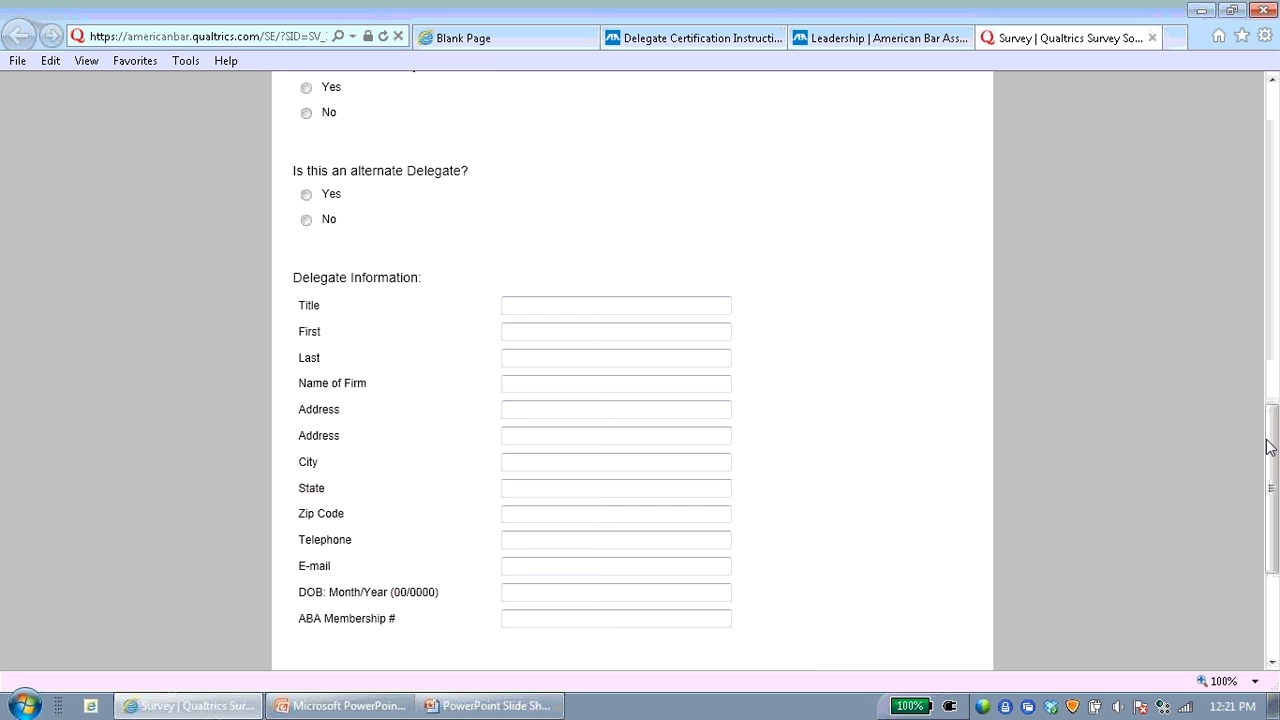 https://americanbar.qualtrics.com/SE/?SID=SV_
Blank Page
Delegate Certification Instructi...
Leadership | American Bar Ass...
Survey | Qualtrics Survey So...
File Edit View Favorites Tools Help
Yes
No
Is this an alternate Delegate?
Yes
No
Delegate Information:
Title
First
Last
Name of Firm
Address
Address
City
State
Zip Code
Telephone
E-mail
DOB: Month/Year (00/0000)
ABA Membership #
100%
Survey | Qualtrics Sur...
Microsoft PowerPoin...
PowerPoint Slide Sh...
100%
12:21 PM